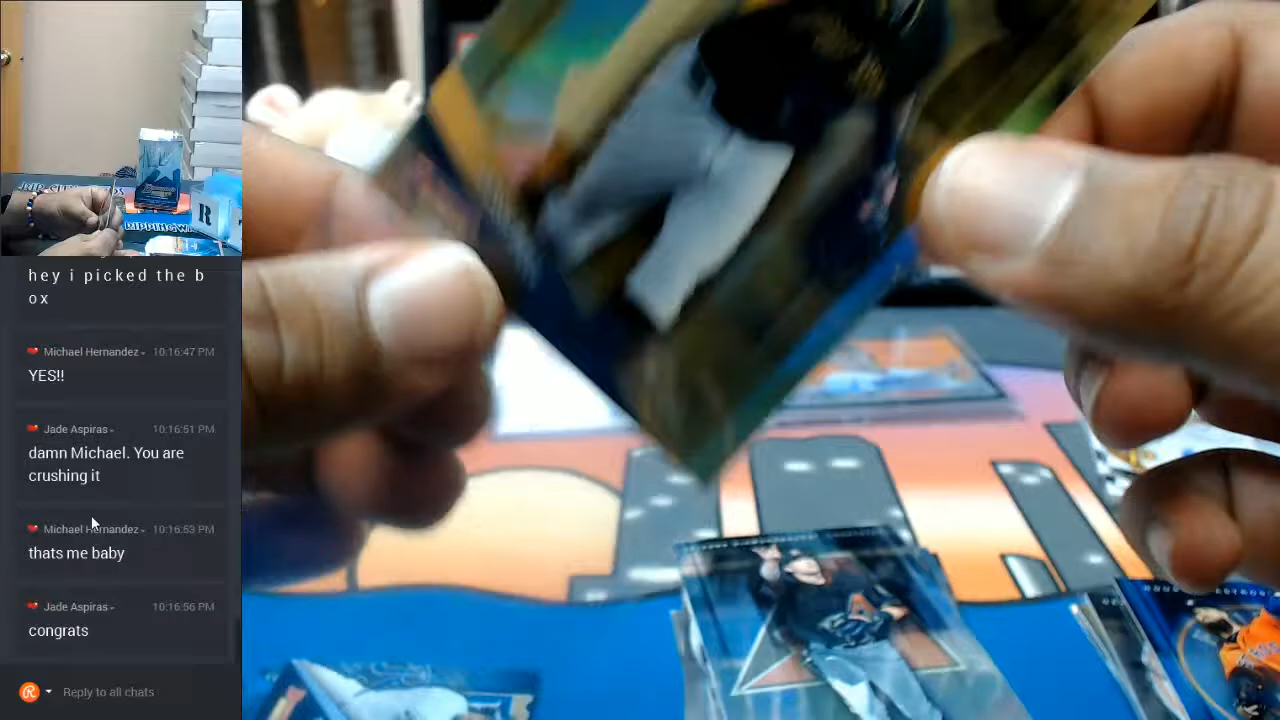 R
RIPPINGWA
hey i picked the b
ox
Michael Hernandez 10:16:47 PM
YES!!
Jade Aspiras 10:16:51 PM
damn Michael. You are
crushing it
Michael Hernandez 10:16:53 PM
thats me baby
Jade Aspiras 10:16:56 PM
congrats
Reply to all chats